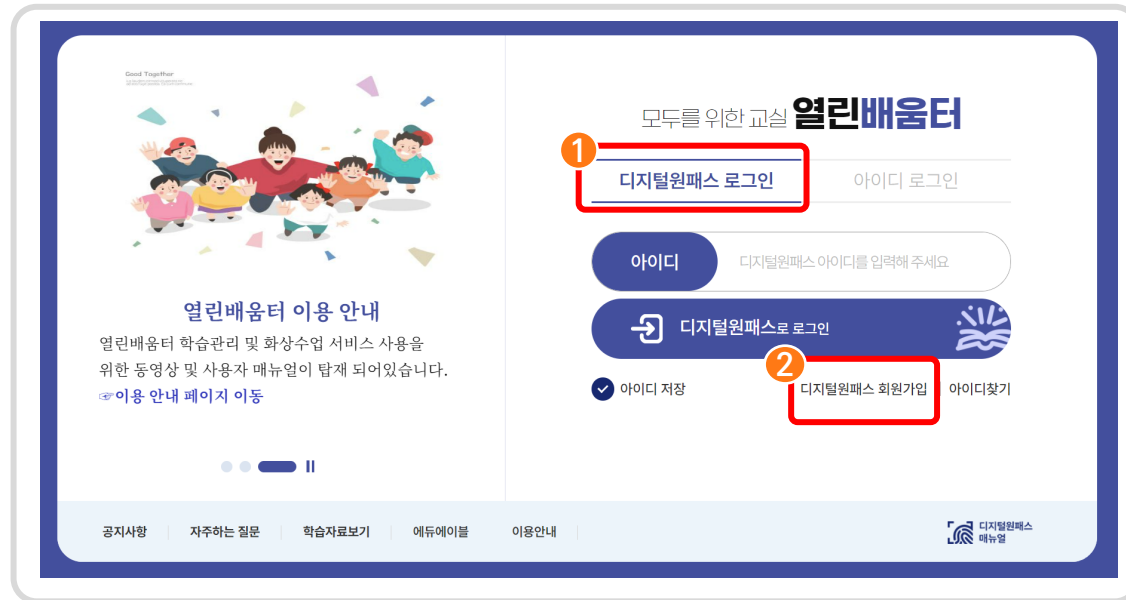 Good Together
열린배움터 이용 안내
열린배움터 학습관리 및 화상수업 서비스 사용을
위한 동영상 및 사용자 매뉴얼이 탑재 되어있습니다.
☞이용 안내 페이지 이동
모두를 위한 교실 열린배움터
1
디지털원패스 로그인 아이디 로그인
아이디 디지털원패스 아이디를 입력해 주세요
디지털원패스로 로그인
2
아이디 저장 디지털원패스 회원가입 아이디찾기
공지사항 자주하는 질문 학습자료보기 에듀에이블 이용안내
디지털원패스
매뉴얼